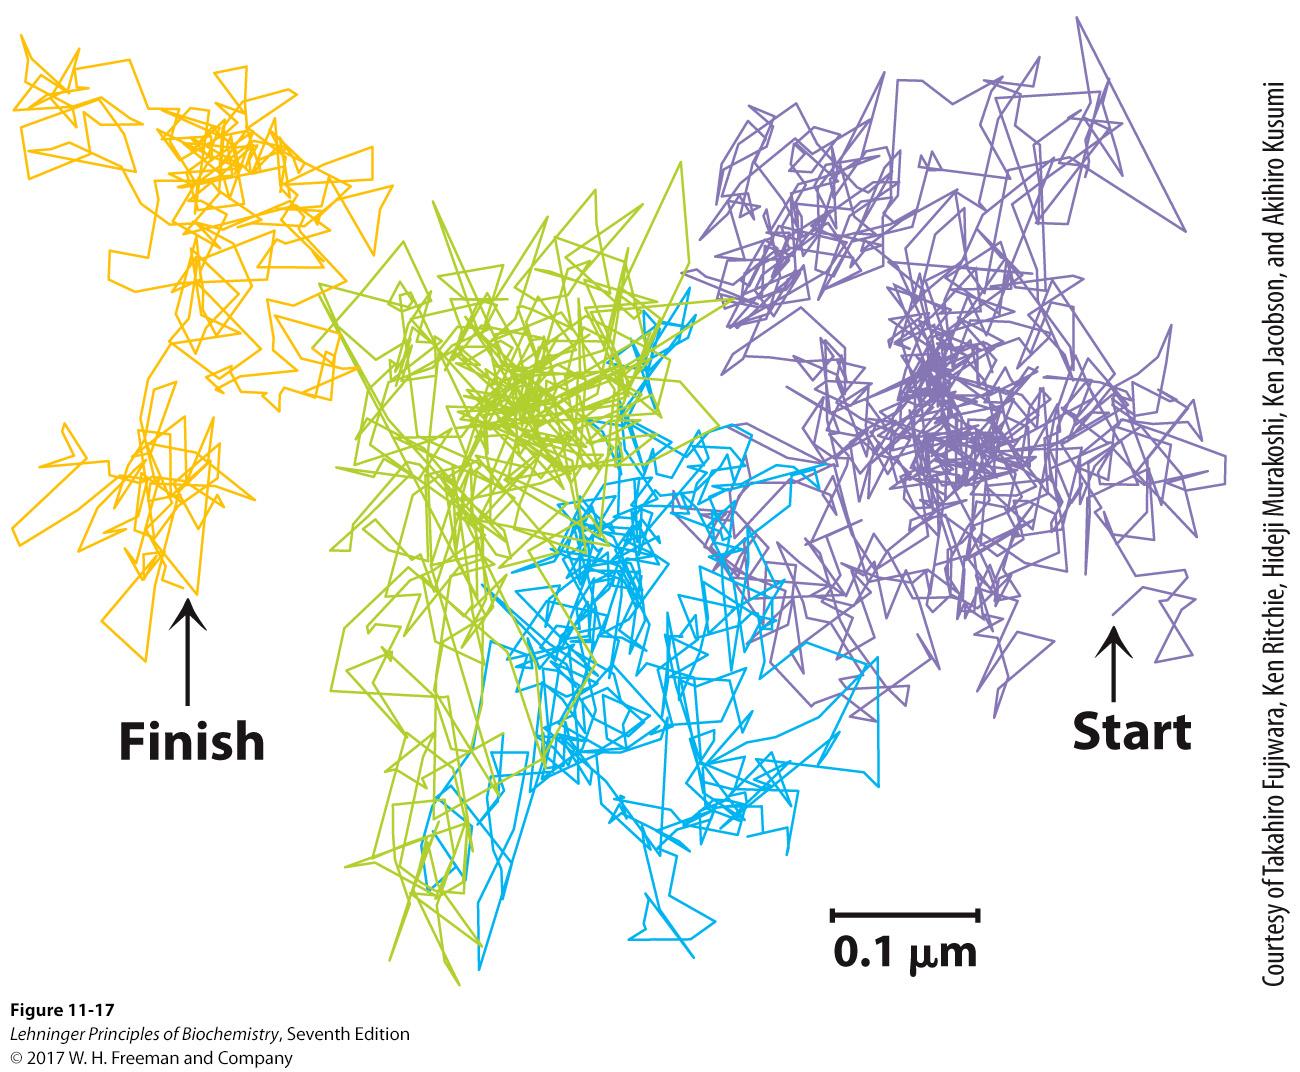 Finish
Start
0.1 μm
Courtesy of Takahiro Fujiwara, Ken Ritchie, Hideji Murakoshi, Ken Jacobson, and Akihiro Kusumi
Figure 11-17
Lehninger Principles of Biochemistry, Seventh Edition
© 2017 W. H. Freeman and Company